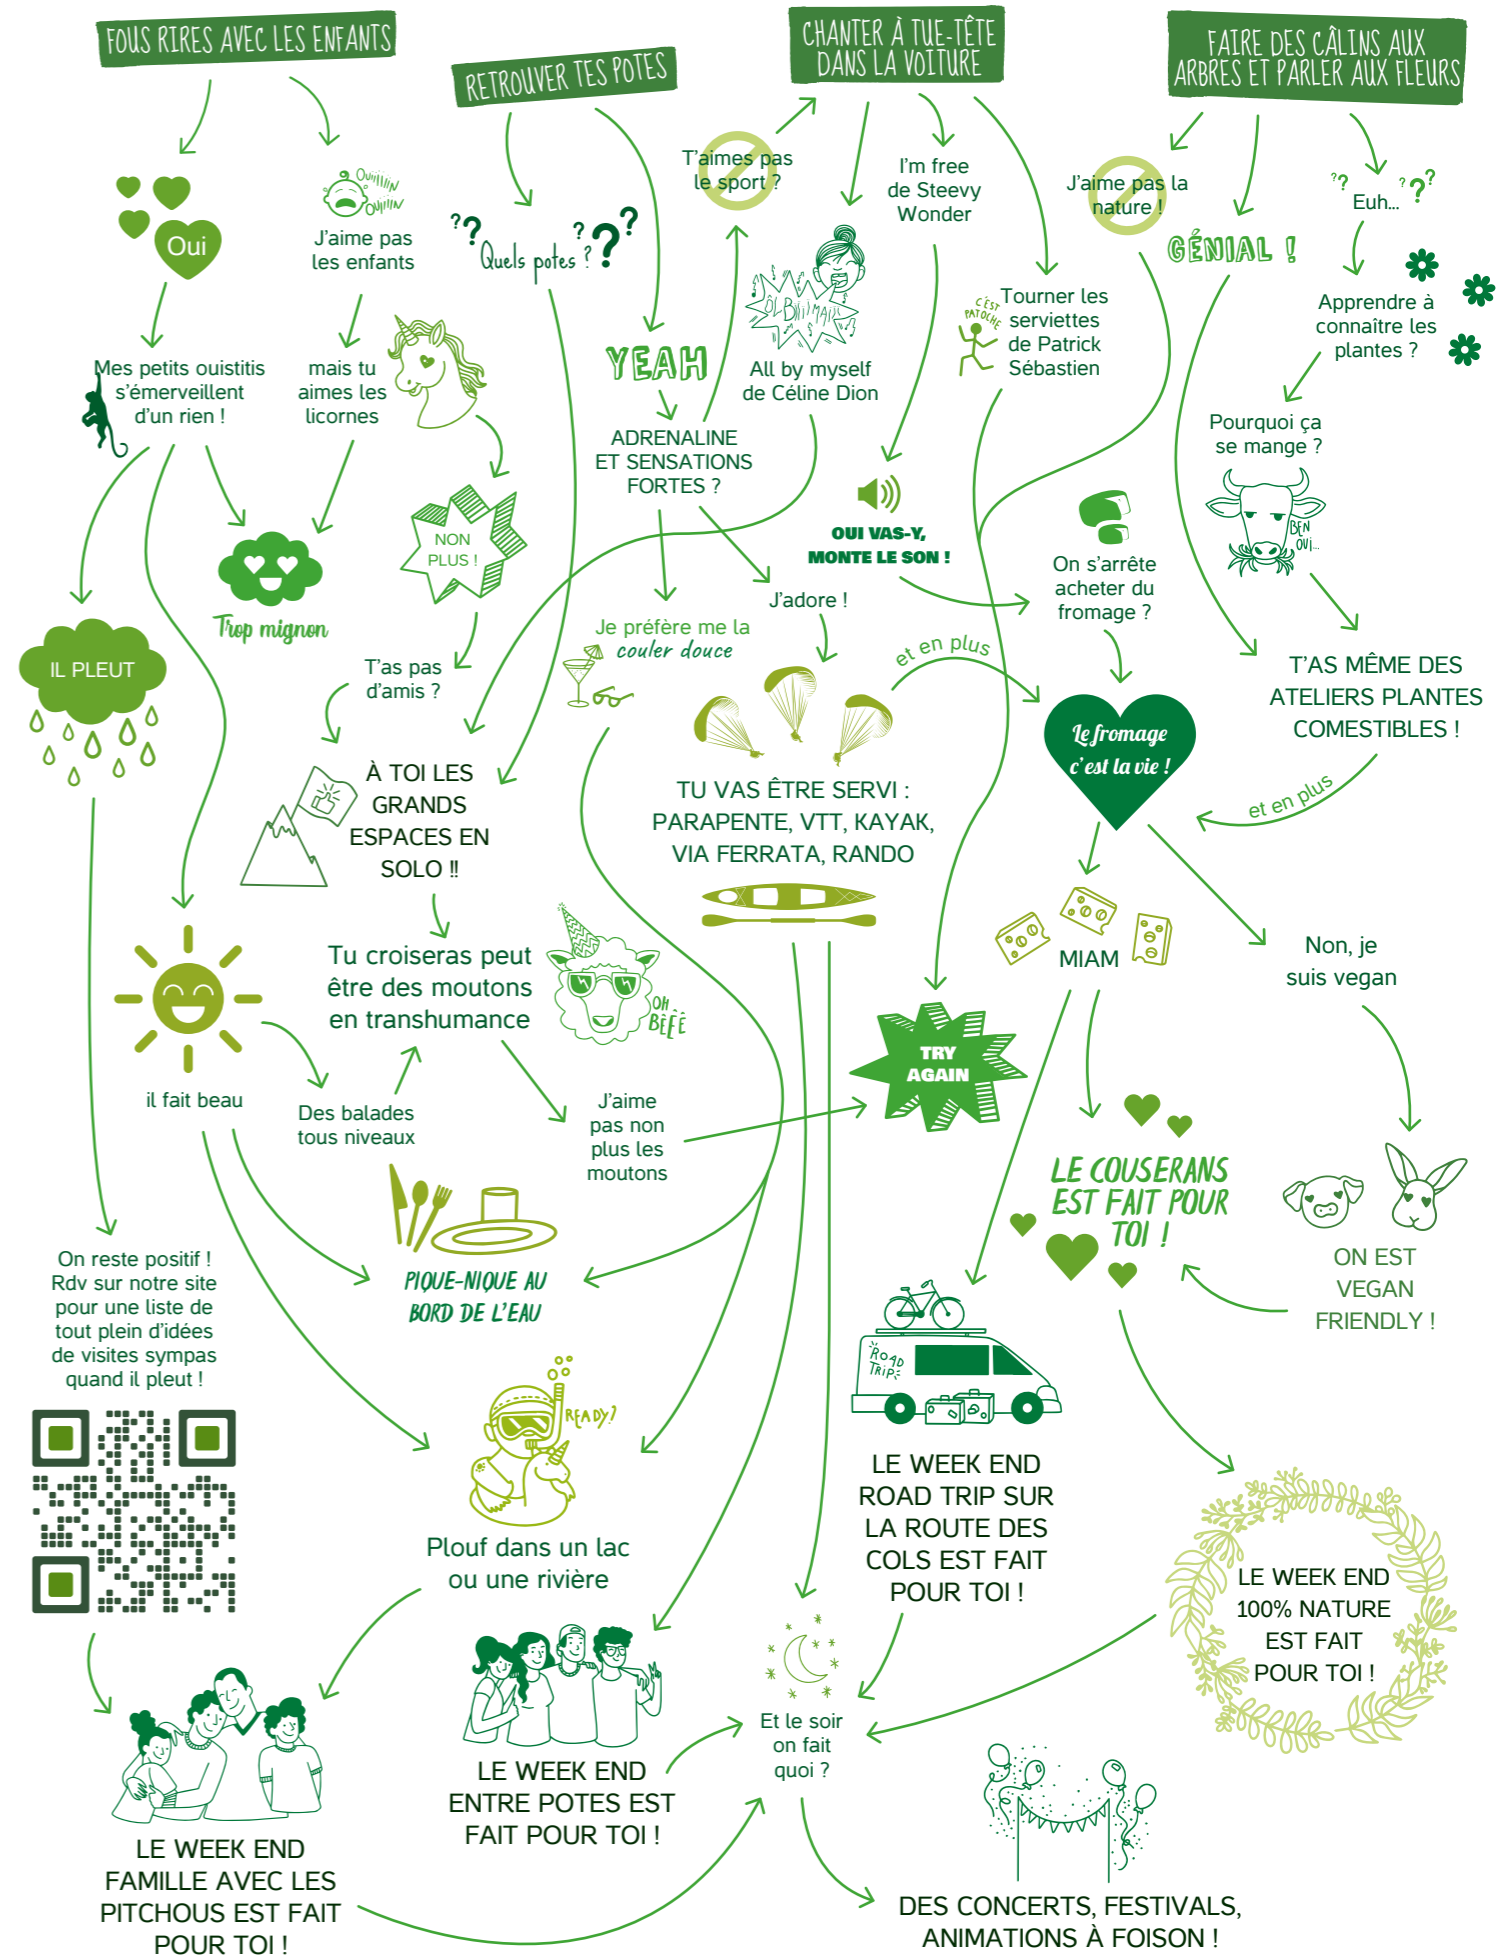 FOUS RIRES AVEC LES ENFANTS
RETROUVER TES POTES
CHANTER À TUE-TÊTE
DANS LA VOITURE
FAIRE DES CÂLINS AUX
ARBRES ET PARLER AUX FLEURS
Oui
OUIIIIIN
OUIIIIN
J'aime pas
les enfants
??
Quels potes ?
???
T'aimes pas
le sport ?
I'm free
de Steevy
Wonder
J'aime pas la
nature !
??
Euh...
???
GÉNIAL !
Mes petits ouistitis
s'émerveillent
d'un rien !
mais tu
aimes les
licornes
YEAH
All by myself
de Céline Dion
C'EST
PATOCHE
Tourner les
serviettes
de Patrick
Sébastien
Apprendre à
connaître les
plantes ?
ADRENALINE
ET SENSATIONS
FORTES ?
Pourquoi ça
se mange ?
BEN
OUI...
NON
PLUS !
OUI VAS-Y,
MONTE LE SON !
On s'arrête
acheter du
fromage ?
Trop mignon
J'adore !
Je préfère me la
couler douce
et en plus
IL PLEUT
T'as pas
d'amis ?
T'AS MÊME DES
ATELIERS PLANTES
COMESTIBLES !
Le fromage
c'est la vie !
et en plus
À TOI LES
GRANDS
ESPACES EN
SOLO !!
TU VAS ÊTRE SERVI :
PARAPENTE, VTT, KAYAK,
VIA FERRATA, RANDO
Tu croiseras peut
être des moutons
en transhumance
OH
BÊÊÊ
MIAM
Non, je
suis vegan
TRY
AGAIN
il fait beau
Des balades
tous niveaux
J'aime
pas non
plus les
moutons
LE COUSERANS
EST FAIT POUR
TOI !
On reste positif !
Rdv sur notre site
pour une liste de
tout plein d'idées
de visites sympas
quand il pleut !
PIQUE-NIQUE AU
BORD DE L'EAU
ON EST
VEGAN
FRIENDLY !
ROAD
TRIP
READY?
LE WEEK END
ROAD TRIP SUR
LA ROUTE DES
COLS EST FAIT
POUR TOI !
Plouf dans un lac
ou une rivière
LE WEEK END
100% NATURE
EST FAIT
POUR TOI !
Et le soir
on fait
quoi ?
LE WEEK END
ENTRE POTES EST
FAIT POUR TOI !
LE WEEK END
FAMILLE AVEC LES
PITCHOUS EST FAIT
POUR TOI !
DES CONCERTS, FESTIVALS,
ANIMATIONS À FOISON !